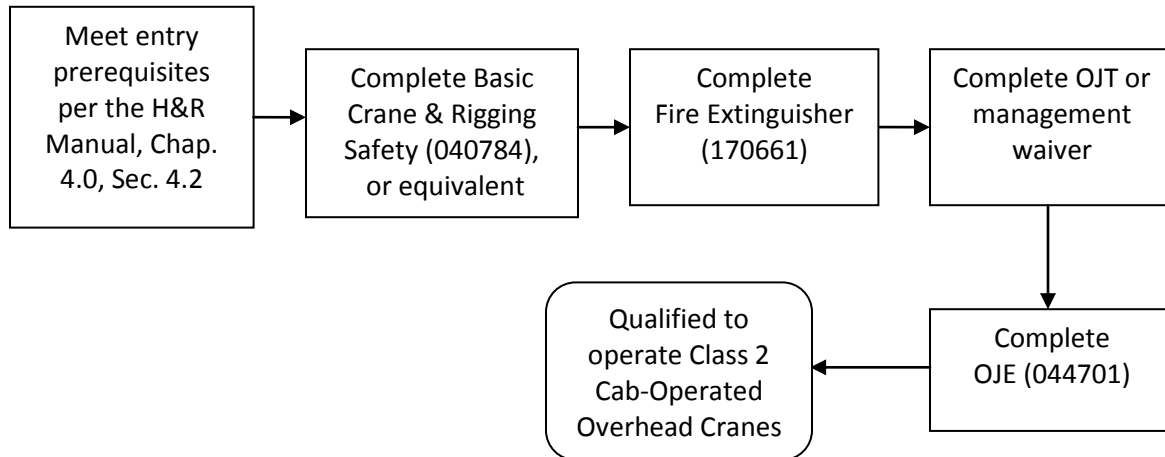 Meet entry
prerequisites
per the H&R
Manual, Chap.
4.0, Sec. 4.2
Complete Basic
Crane & Rigging
Safety (040784),
or equivalent
Complete
Fire Extinguisher
(170661)
Complete OJT or
management
waiver
Complete
OJE (044701)
Qualified to
operate Class 2
Cab-Operated
Overhead Cranes